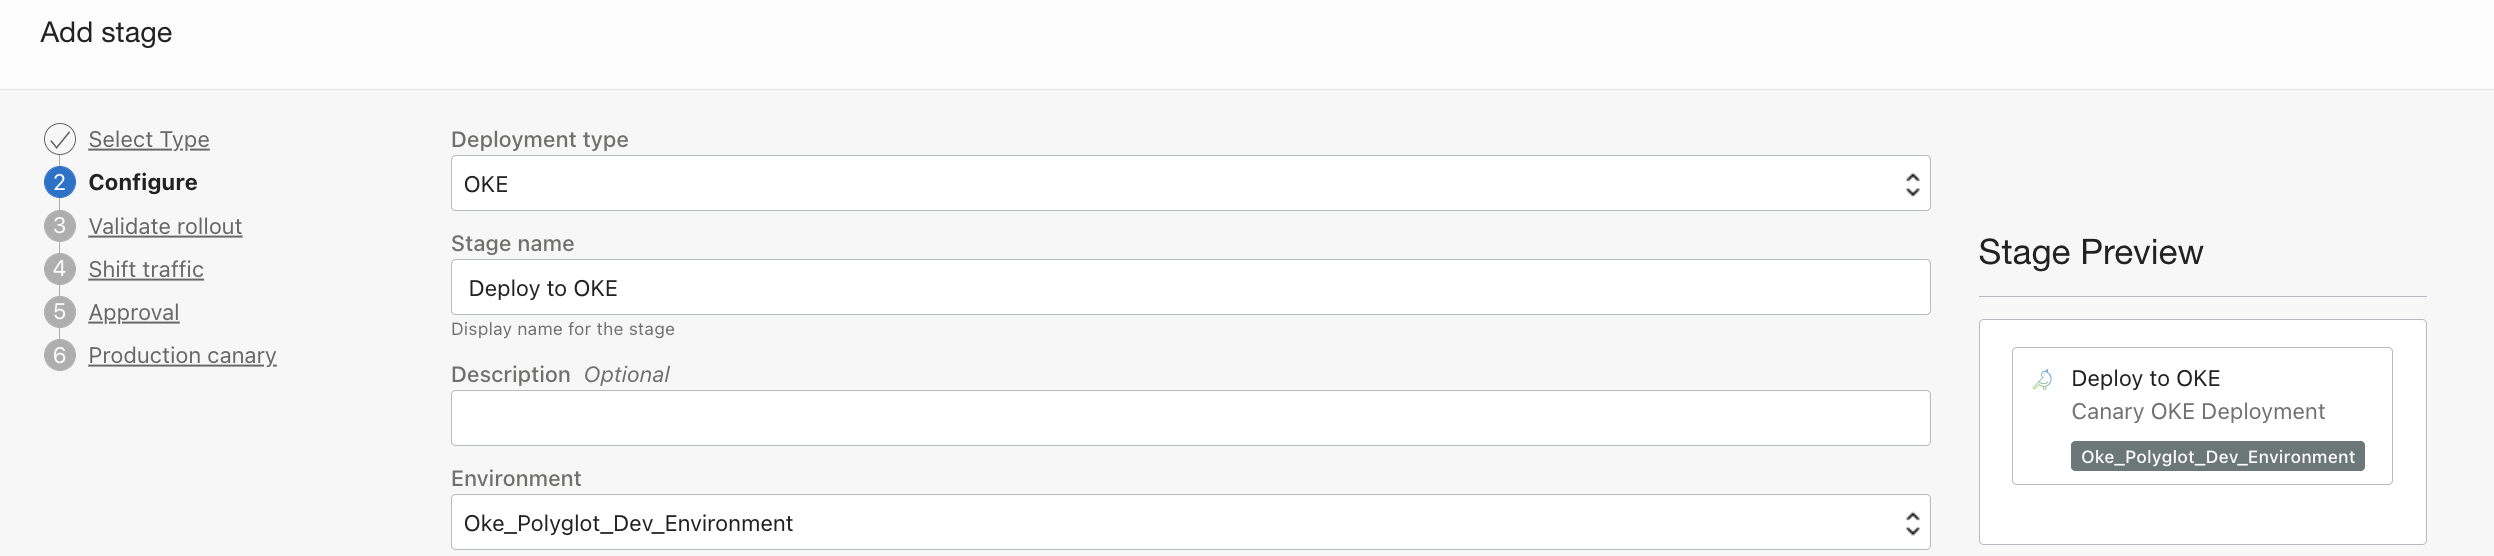 Add stage
Select Type
2 Configure
3 Validate rollout
4 Shift traffic
5 Approval
6 Production canary
Deployment type
OKE
Stage name
Deploy to OKE
Display name for the stage
Description Optional
Environment
Oke_Polyglot_Dev_Environment
Stage Preview
Deploy to OKE
Canary OKE Deployment
Oke_Polyglot_Dev_Environment